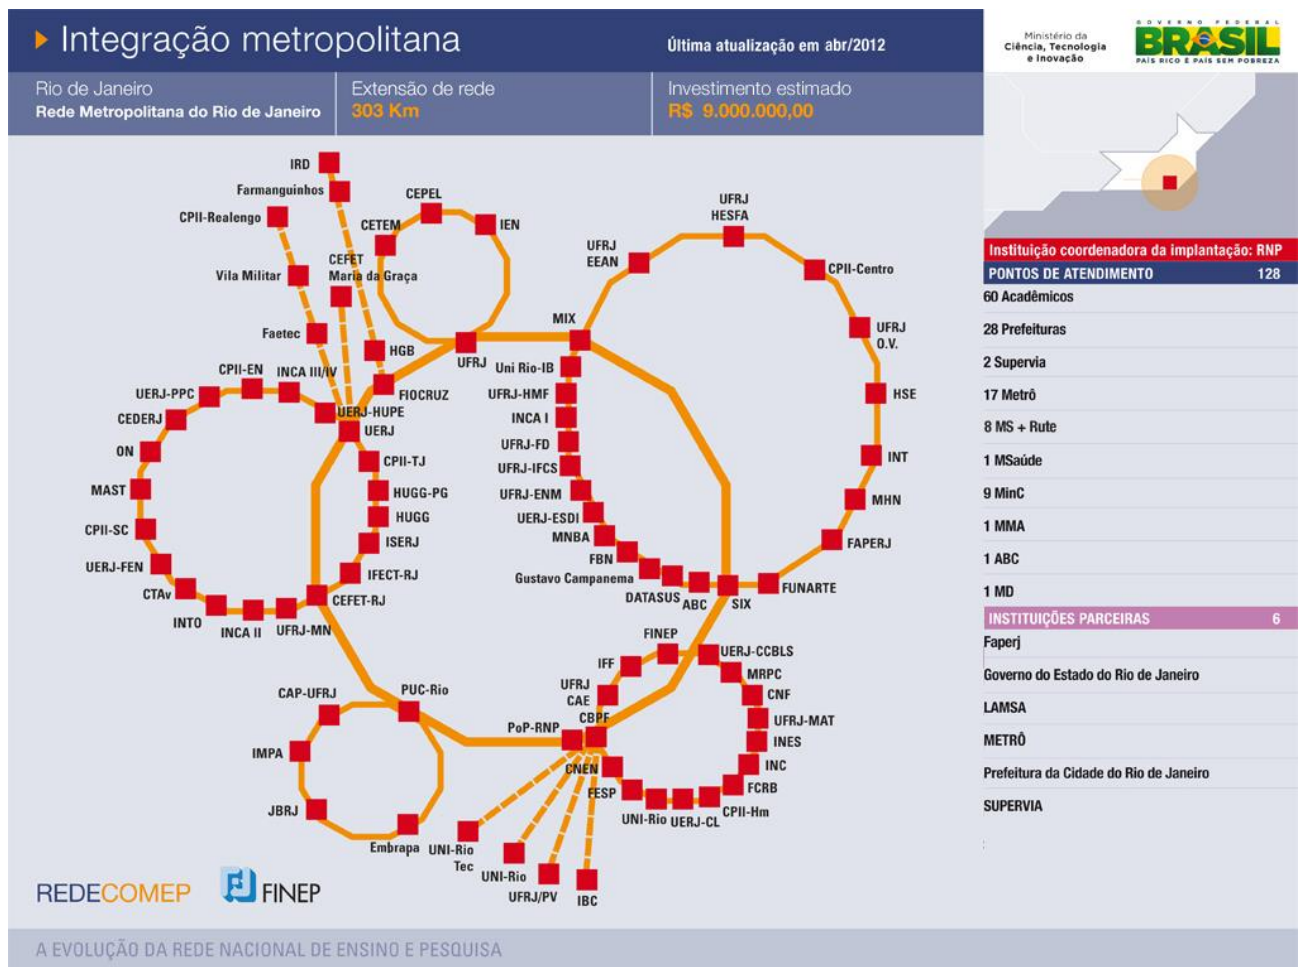 Integração metropolitana
Última atualização em abr/2012
Ministério da
Ciência, Tecnologia
e Inovação
GOVERNO FEDERAL
BRASIL
PAÍS RICO É PAÍS SEM POBREZA
Rio de Janeiro
Rede Metropolitana do Rio de Janeiro
Extensão de rede
303 Km
Investimento estimado
R$ 9.000.000,00
IRD
Farmanguinhos
CPII-Realengo
CEFET
Maria da Graça
Vila Militar
Faetec
HGB
FIOCRUZ
CETEM
CEPEL
IEN
UFRJ
MIX
UFRJ
EEAN
UFRJ
HESFA
CPII-Centro
UFRJ
O.V.
HSE
INT
MHN
FAPERJ
FUNARTE
SIX
Uni Rio-IB
UFRJ-HMF
INCA I
UFRJ-FD
UFRJ-IFCS
UFRJ-ENM
UERJ-ESDI
MNBA
FBN
Gustavo Campanema
DATASUS
ABC
CPII-EN
INCA III/IV
UERJ-PPC
CEDERJ
ON
MAST
CPII-SC
UERJ-FEN
CTAv
INTO
INCA II
UFRJ-MN
CEFET-RJ
UERJ-HUPE
UERJ
CPII-TJ
HUGG-PG
HUGG
ISERJ
IFECT-RJ
CAP-UFRJ
PUC-Rio
IMPA
JBRJ
Embrapa
FINEP
IFF
UFRJ
CAE
CBPF
PoP-RNP
CNEN
FESP
UNI-Rio
UERJ-CL
CPII-Hm
FCRB
INC
INES
UFRJ-MAT
CNF
MRPC
UERJ-CCBLS
UNI-Rio
Tec
UNI-Rio
UFRJ/PV
IBC
Instituição coordenadora da implantação: RNP
PONTOS DE ATENDIMENTO 128
60 Acadêmicos
28 Prefeituras
2 Supervia
17 Metrô
8 MS + Rute
1 MSaúde
9 MinC
1 MMA
1 ABC
1 MD
INSTITUIÇÕES PARCEIRAS 6
Faperj
Governo do Estado do Rio de Janeiro
LAMSA
METRÔ
Prefeitura da Cidade do Rio de Janeiro
SUPERVIA
REDECOMEP
FINEP
A EVOLUÇÃO DA REDE NACIONAL DE ENSINO E PESQUISA